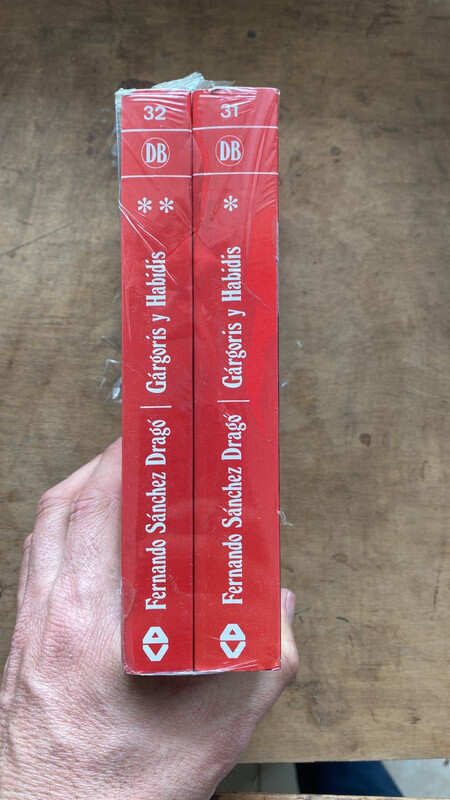 32
DB
**
Fernando Sánchez Dragó | Gárgoris y Habidis
31
DB
*
Fernando Sánchez Dragó | Gárgoris y Habidis